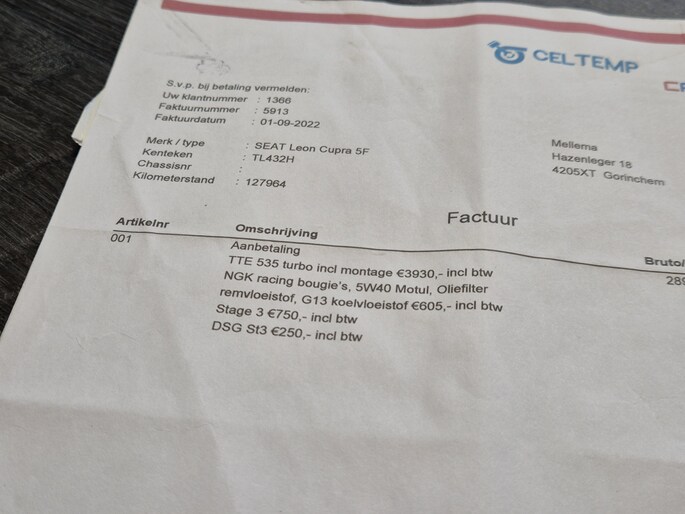 CELTEMP
S.v.p. bij betaling vermelden:
Uw klantnummer : 1366
Faktuurnummer : 5913
Faktuurdatum : 01-09-2022
Merk / type : SEAT Leon Cupra 5F
Kenteken : TL432H
Chassisnr :
Kilometerstand : 127964
Mellema
Hazenleger 18
4205XT Gorinchem
Factuur
Artikelnr Omschrijving Bruto/
001 Aanbetaling 289
TTE 535 turbo incl montage €3930,- incl btw
NGK racing bougie's, 5W40 Motul, Oliefilter
remvloeistof, G13 koelvloeistof €605,- incl btw
Stage 3 €750,- incl btw
DSG St3 €250,- incl btw